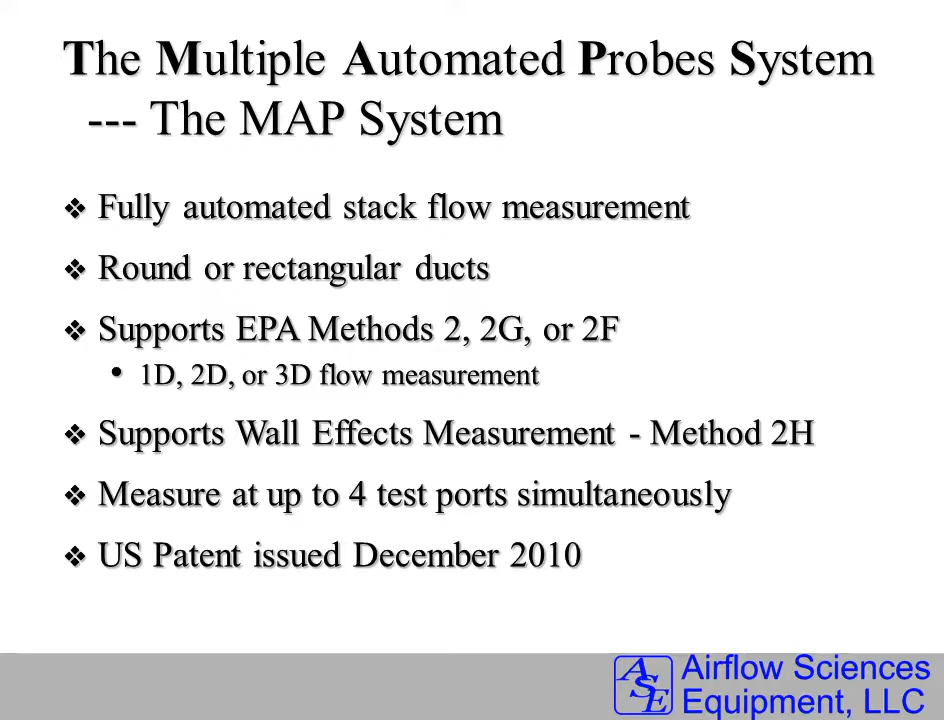 The Multiple Automated Probes System
--- The MAP System
❖ Fully automated stack flow measurement
❖ Round or rectangular ducts
❖ Supports EPA Methods 2, 2G, or 2F
• 1D, 2D, or 3D flow measurement
❖ Supports Wall Effects Measurement - Method 2H
❖ Measure at up to 4 test ports simultaneously
❖ US Patent issued December 2010
ASE
Airflow Sciences
Equipment, LLC